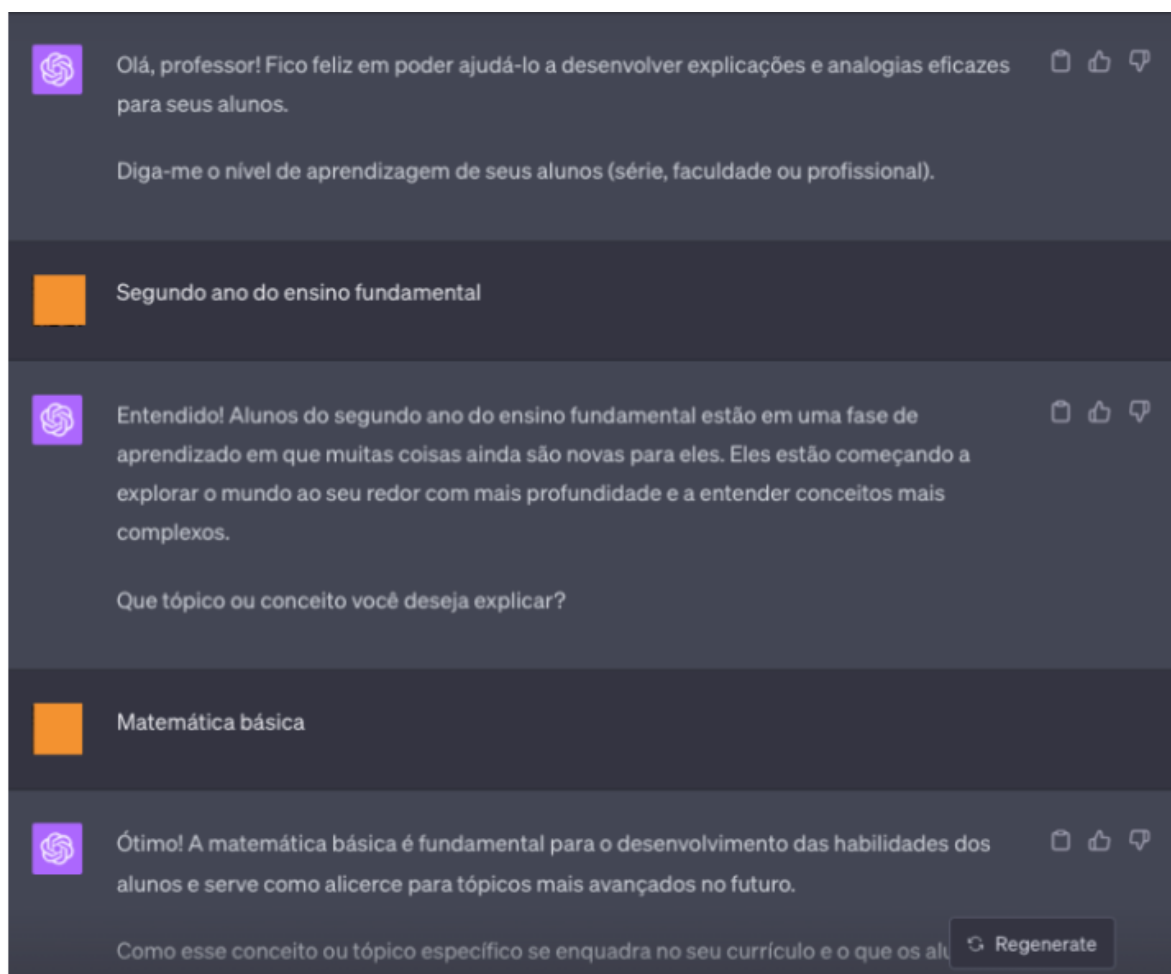 Olá, professor! Fico feliz em poder ajudá-lo a desenvolver explicações e analogias eficazes
para seus alunos.
Diga-me o nível de aprendizagem de seus alunos (série, faculdade ou profissional).
Segundo ano do ensino fundamental
Entendido! Alunos do segundo ano do ensino fundamental estão em uma fase de
aprendizado em que muitas coisas ainda são novas para eles. Eles estão começando a
explorar o mundo ao seu redor com mais profundidade e a entender conceitos mais
complexos.
Que tópico ou conceito você deseja explicar?
Matemática básica
Ótimo! A matemática básica é fundamental para o desenvolvimento das habilidades dos
alunos e serve como alicerce para tópicos mais avançados no futuro.
Como esse conceito ou tópico específico se enquadra no seu currículo e o que os
Regenerate